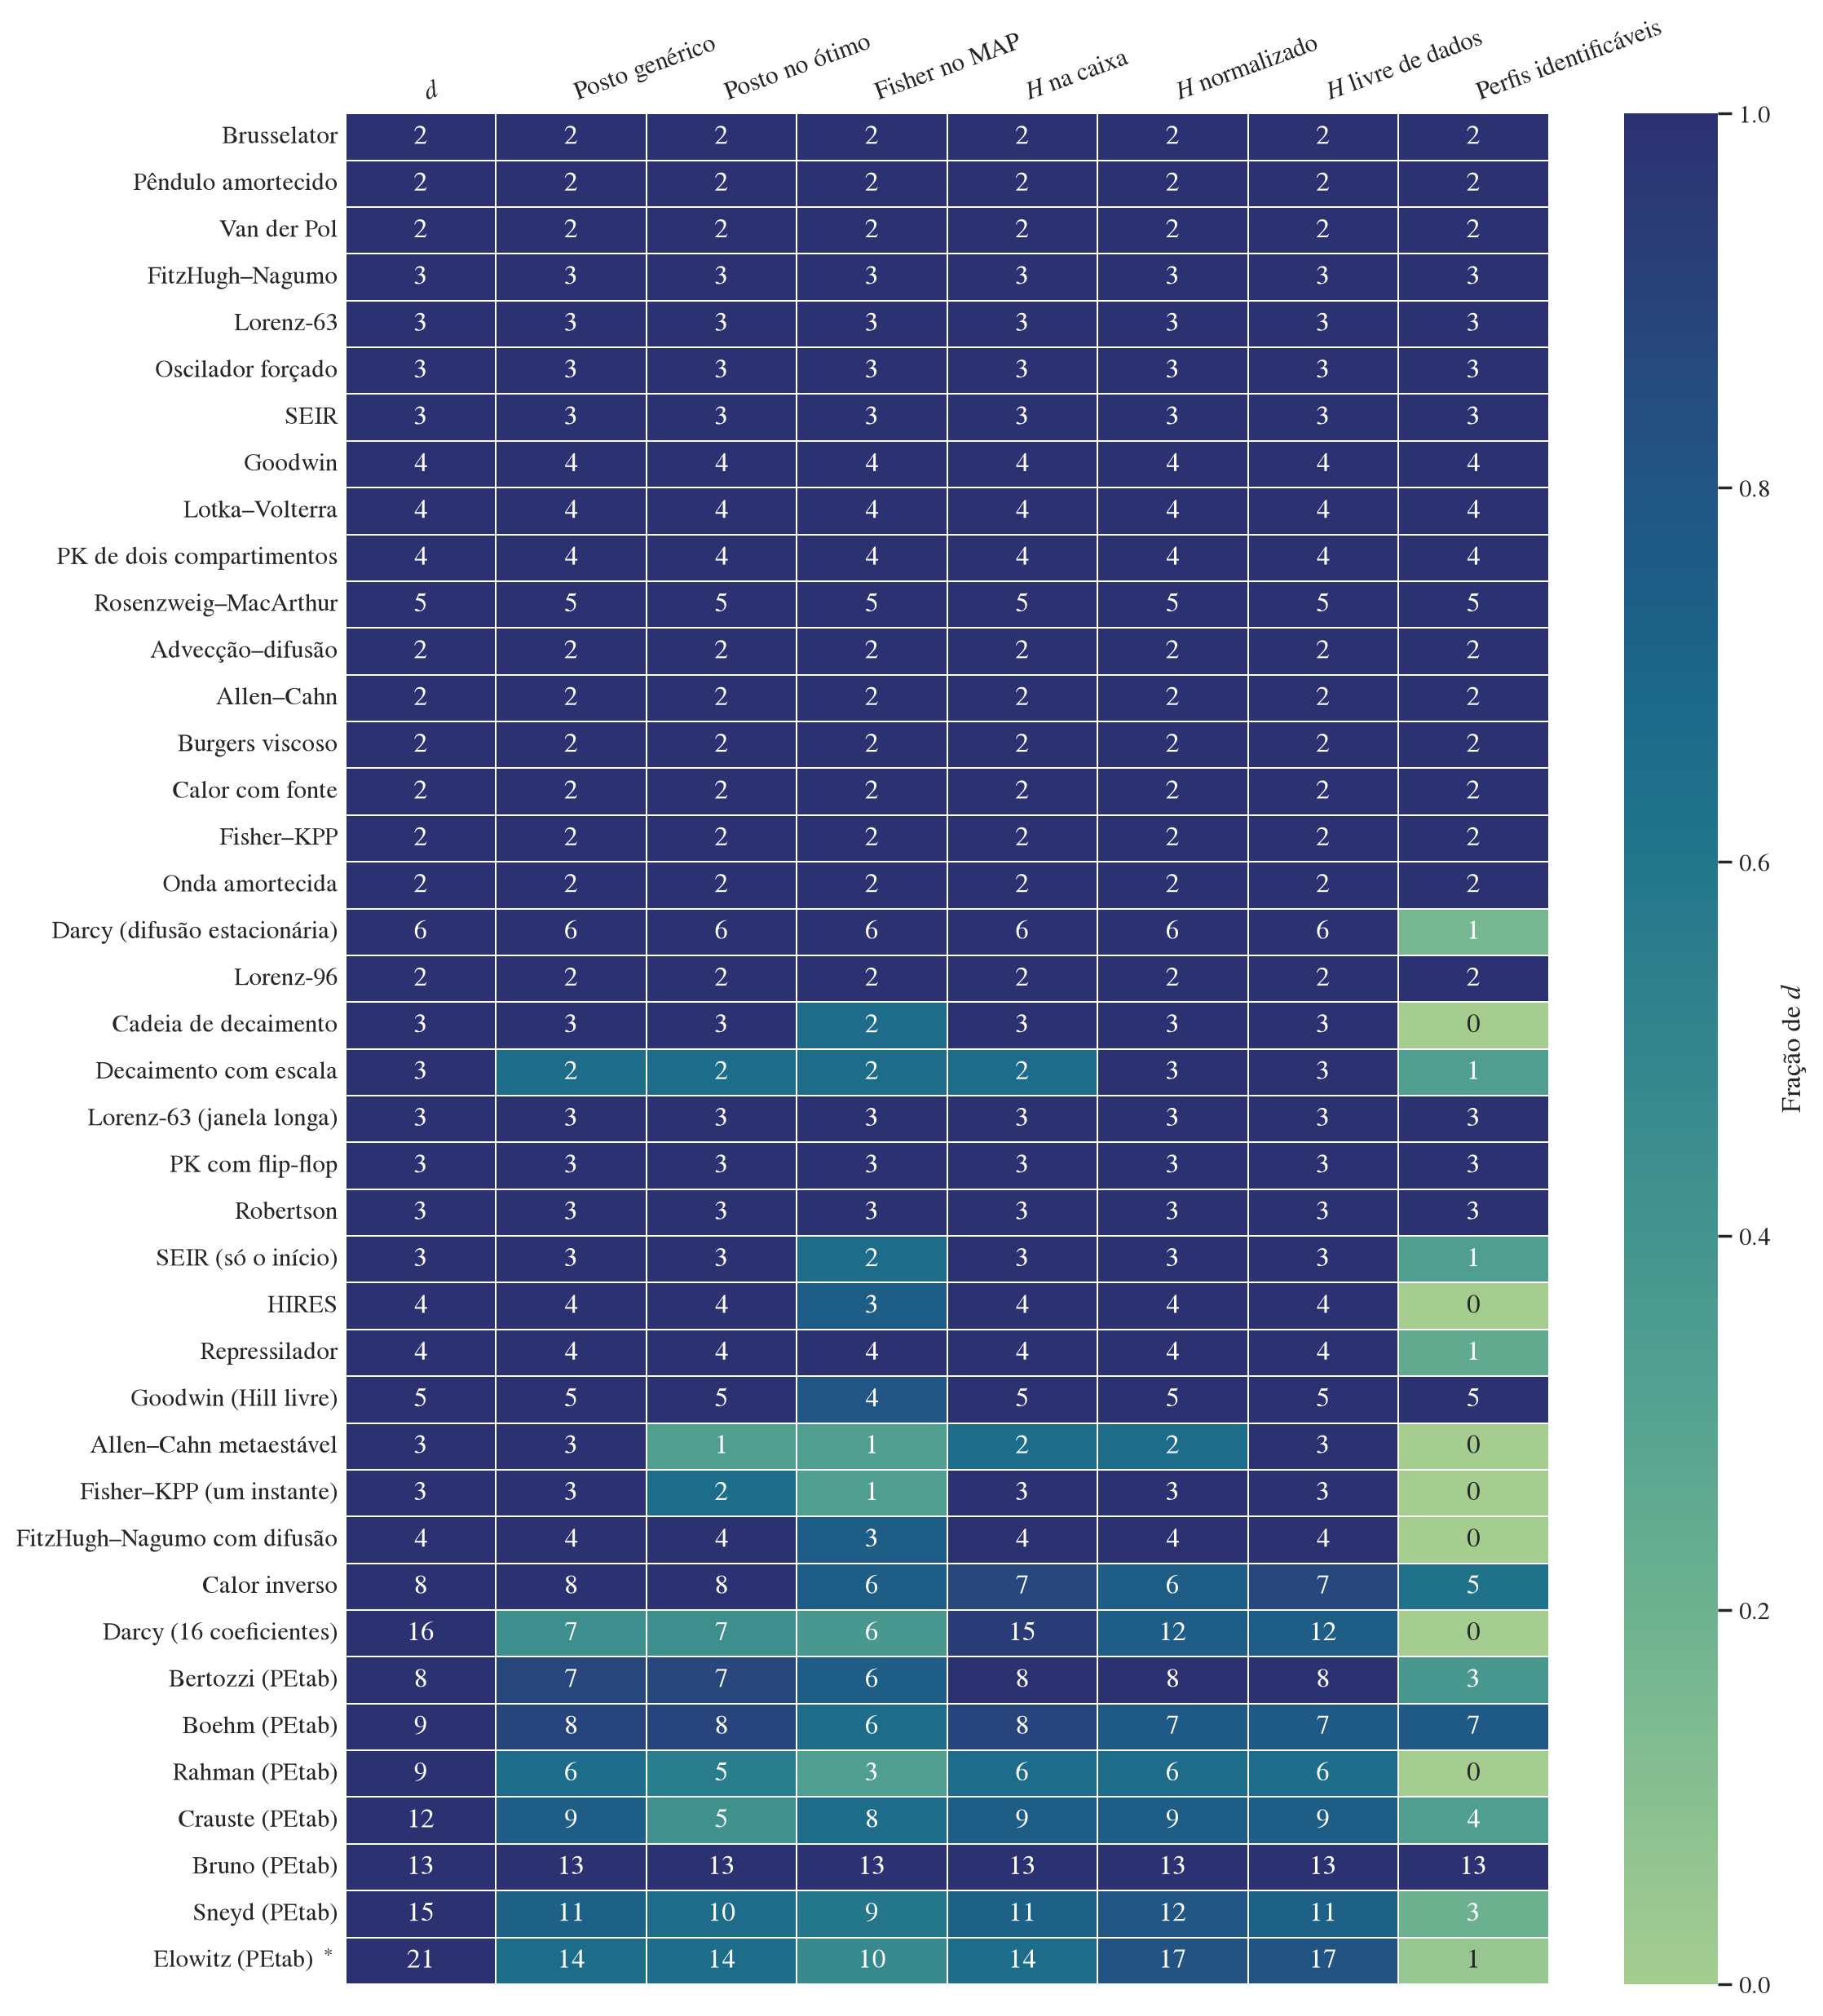 d Posto genérico Posto no ótimo Fisher no MAP H na caixa H normalizado H livre de dados Perfis identificáveis
Brusselator 2 2 2 2 2 2 2 2
Pêndulo amortecido 2 2 2 2 2 2 2 2
Van der Pol 2 2 2 2 2 2 2 2
FitzHugh–Nagumo 3 3 3 3 3 3 3 3
Lorenz-63 3 3 3 3 3 3 3 3
Oscilador forçado 3 3 3 3 3 3 3 3
SEIR 3 3 3 3 3 3 3 3
Goodwin 4 4 4 4 4 4 4 4
Lotka–Volterra 4 4 4 4 4 4 4 4
PK de dois compartimentos 4 4 4 4 4 4 4 4
Rosenzweig–MacArthur 5 5 5 5 5 5 5 5
Advecção–difusão 2 2 2 2 2 2 2 2
Allen–Cahn 2 2 2 2 2 2 2 2
Burgers viscoso 2 2 2 2 2 2 2 2
Calor com fonte 2 2 2 2 2 2 2 2
Fisher–KPP 2 2 2 2 2 2 2 2
Onda amortecida 2 2 2 2 2 2 2 2
Darcy (difusão estacionária) 6 6 6 6 6 6 6 1
Lorenz-96 2 2 2 2 2 2 2 2
Cadeia de decaimento 3 3 3 2 3 3 3 0
Decaimento com escala 3 2 2 2 2 3 3 1
Lorenz-63 (janela longa) 3 3 3 3 3 3 3 3
PK com flip-flop 3 3 3 3 3 3 3 3
Robertson 3 3 3 3 3 3 3 3
SEIR (só o início) 3 3 3 2 3 3 3 1
HIRES 4 4 4 3 4 4 4 0
Repressilador 4 4 4 4 4 4 4 1
Goodwin (Hill livre) 5 5 5 4 5 5 5 5
Allen–Cahn metaestável 3 3 1 1 2 2 3 0
Fisher–KPP (um instante) 3 3 2 1 3 3 3 0
FitzHugh–Nagumo com difusão 4 4 4 3 4 4 4 0
Calor inverso 8 8 8 6 7 6 7 5
Darcy (16 coeficientes) 16 7 7 6 15 12 12 0
Bertozzi (PEtab) 8 7 7 6 8 8 8 3
Boehm (PEtab) 9 8 8 6 8 7 7 7
Rahman (PEtab) 9 6 5 3 6 6 6 0
Crauste (PEtab) 12 9 5 8 9 9 9 4
Bruno (PEtab) 13 13 13 13 13 13 13 13
Sneyd (PEtab) 15 11 10 9 11 12 11 3
Elowitz (PEtab) * 21 14 14 10 14 17 17 1
1.0
0.8
0.6
0.4
0.2
0.0
Fração de d